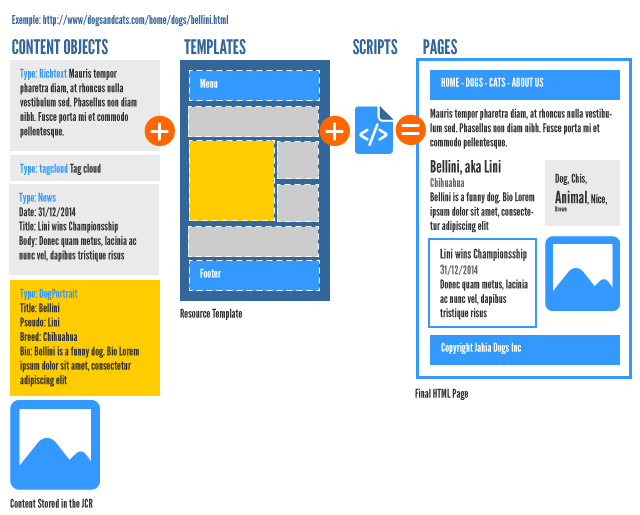 Exemple: http://www/dogsandcats.com/home/dogs/bellini.html
CONTENT OBJECTS
Type: Richtext Mauris tempor
pharetra diam, at rhoncus nulla
vestibulum sed. Phasellus non diam
nibh. Fusce porta mi et commodo
pellentesque.
Type: tagcloud Tag cloud
Type: News
Date: 31/12/2014
Title: Lini wins Championsship
Body: Donec quam metus, lacinia ac
nunc vel, dapibus tristique risus
Type: DogPortrait
Title: Bellini
Pseudo: Lini
Breed: Chihuahua
Bio: Bellini is a funny dog. Bio Lorem
ipsum dolor sit amet, consectetur
adipiscing elit
Content Stored in the JCR
TEMPLATES
Menu
Footer
Resource Template
SCRIPTS
</>
PAGES
HOME - DOGS - CATS - ABOUT US
Mauris tempor pharetra diam, at rhoncus nulla vestibu-
lum sed. Phasellus non diam nibh. Fusce porta mi et
commodo pellentesque.
Bellini, aka Lini
Chihuahua
Bellini is a funny dog. Bio Lorem
ipsum dolor sit amet, consecte-
tur adipiscing elit
Dog, Chis,
Animal, Nice,
Brown
Lini wins Championsship
31/12/2014
Donec quam metus, lacinia
ac nunc vel, dapibus
tristique risus
Copyright Jahia Dogs Inc
Final HTML Page